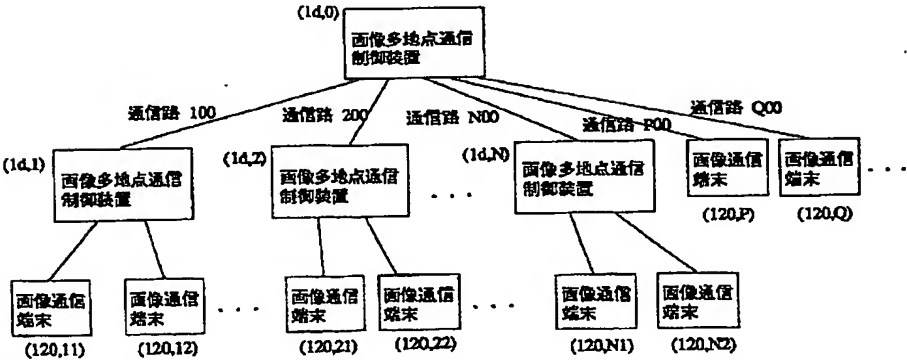 (1d,0)
画像多地点通信
制御装置
通信路 100
通信路 200
通信路 N00
通信路 P00
通信路 Q00
(1d,1)
画像多地点通信
制御装置
(1d,2)
画像多地点通信
制御装置
. . .
(1d,N)
画像多地点通信
制御装置
画像通信
端末
(120,P)
画像通信
端末
(120,Q)
. . .
画像通信
端末
(120,11)
画像通信
端末
(120,12)
. . .
画像通信
端末
(120,21)
画像通信
端末
(120,22)
. . .
画像通信
端末
(120,N1)
画像通信
端末
(120,N2)